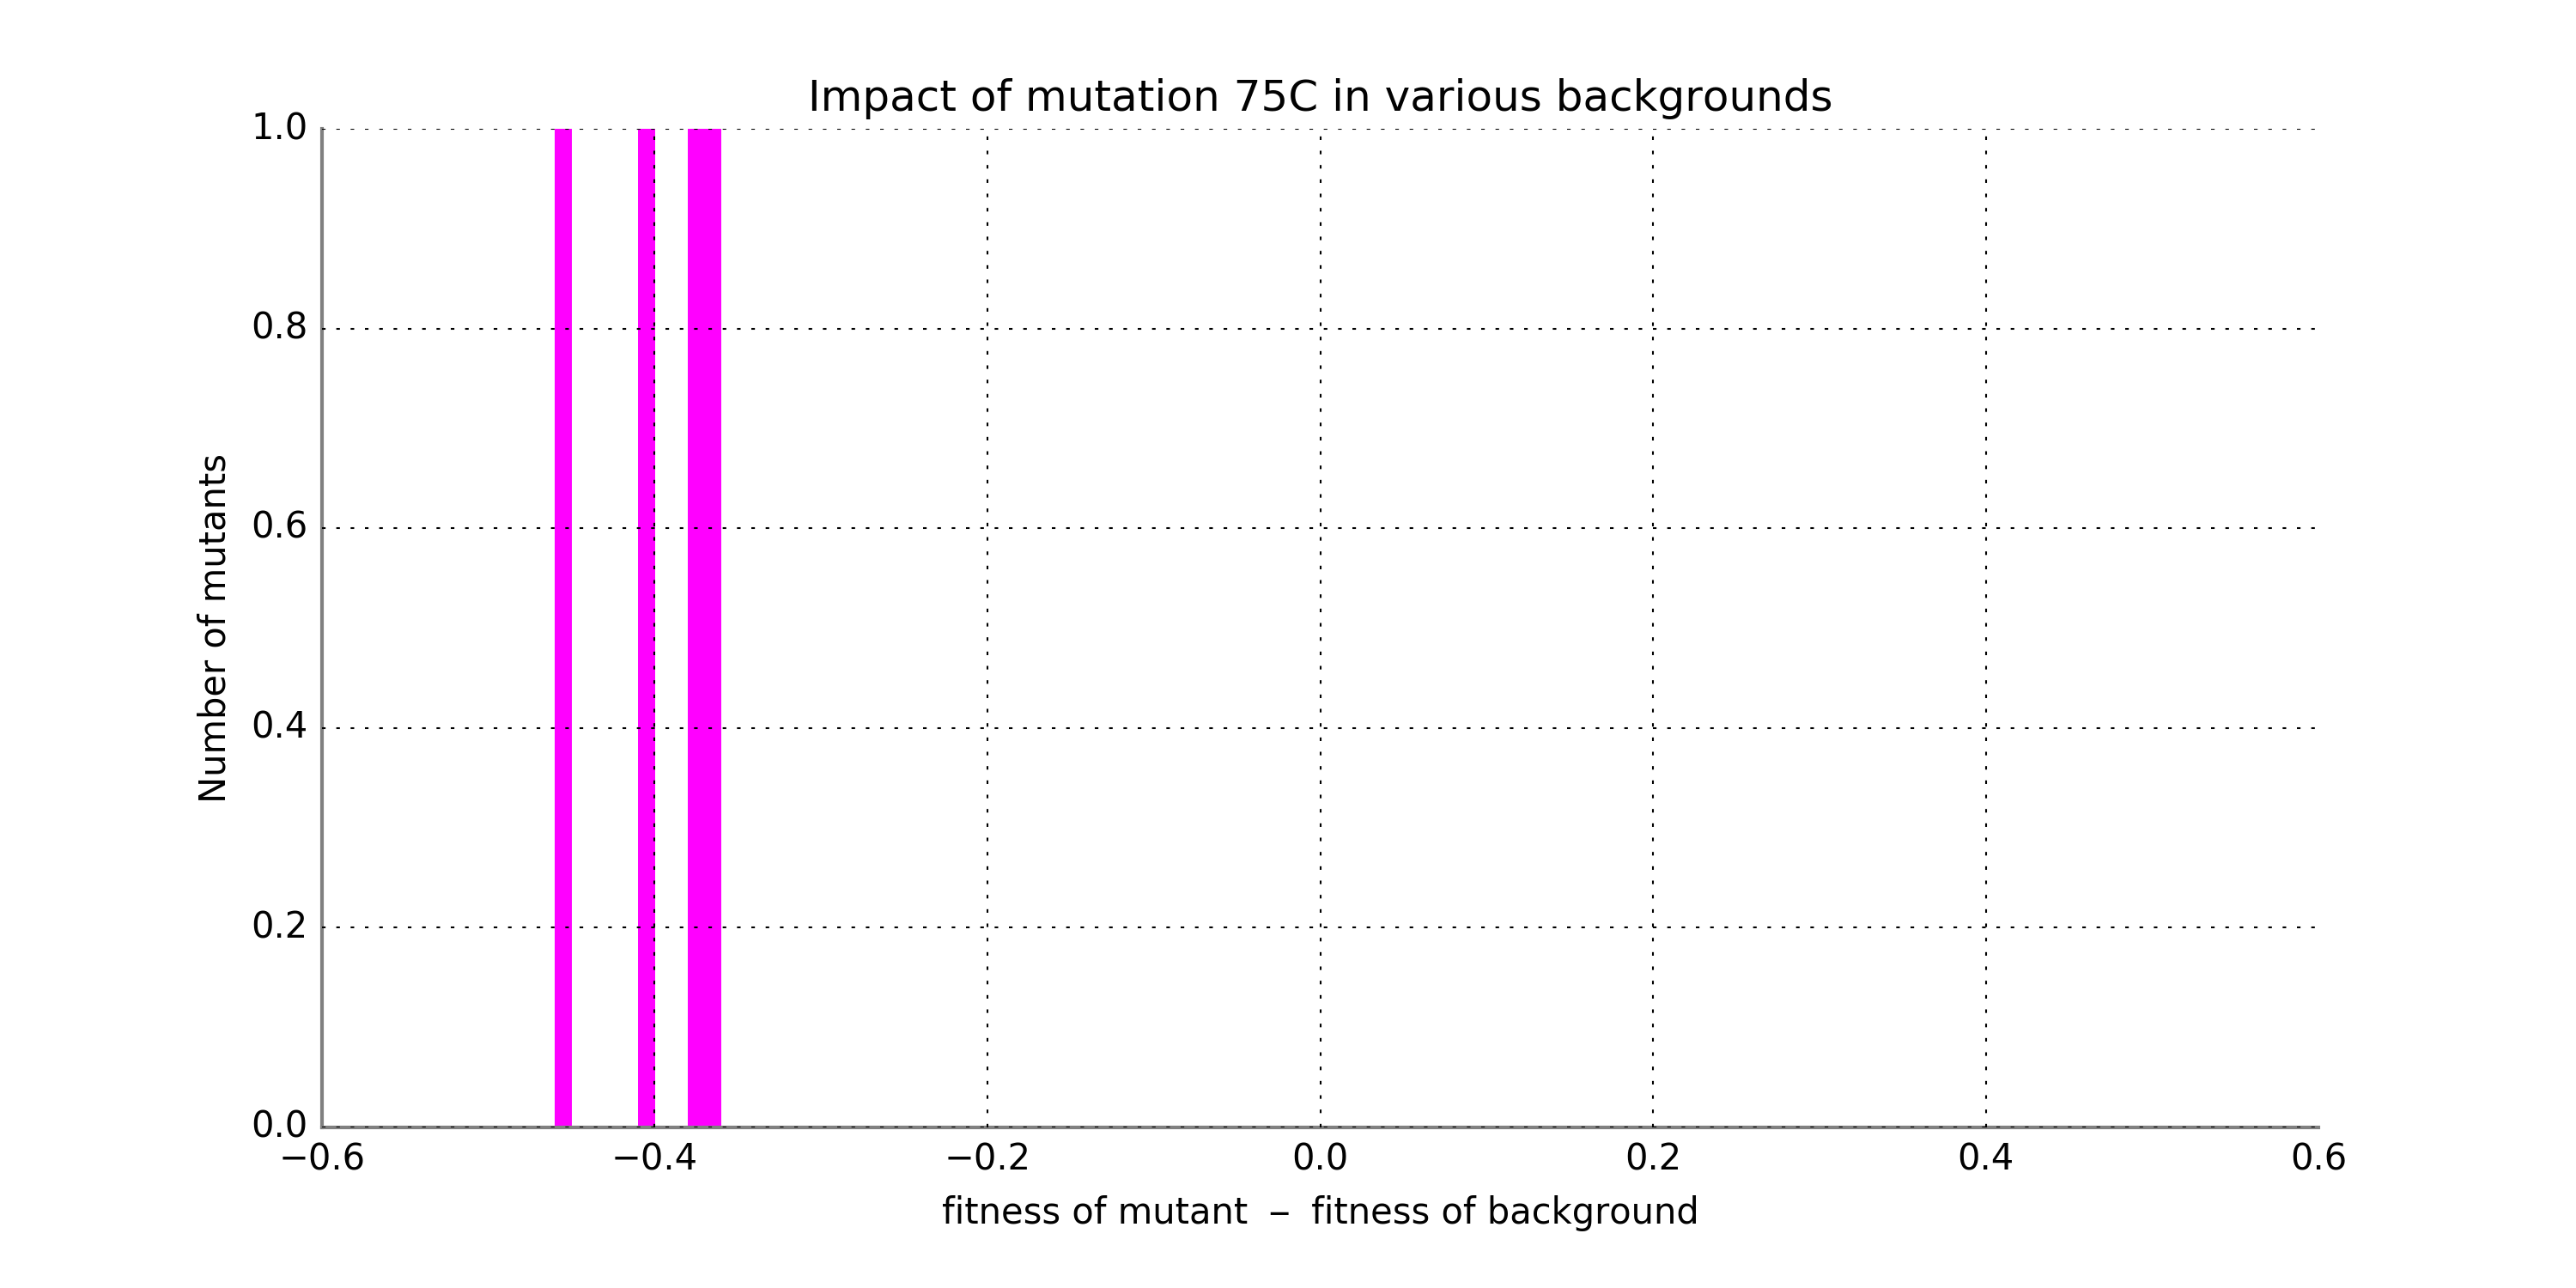 Impact of mutation 75C in various backgrounds
1.0
0.8
0.6
0.4
0.2
0.0
Number of mutants
−0.6 −0.4 −0.2 0.0 0.2 0.4 0.6
fitness of mutant − fitness of background